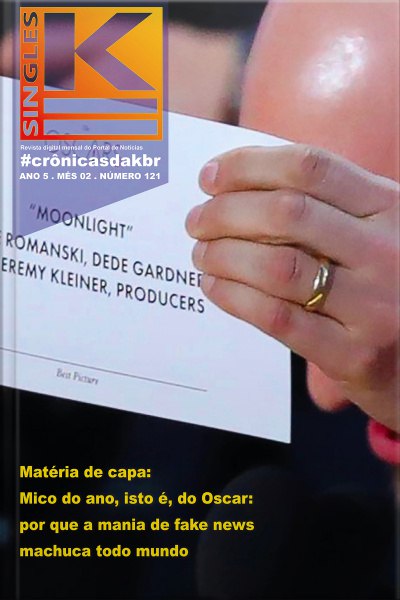 SINGLES
K
Revista digital mensal do Portal de Notícias
#crônicasdakbr
ANO 5 . MÊS 02 . NÚMERO 121
“MOONLIGHT”
ROMANSKI, DEDE GARDNER
JEREMY KLEINER, PRODUCERS
Best Picture
Matéria de capa:
Mico do ano, isto é, do Oscar:
por que a mania de fake news
machuca todo mundo